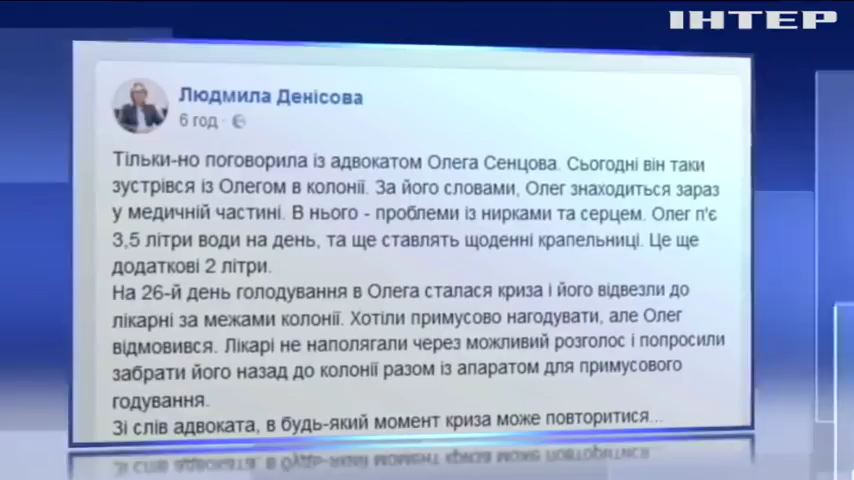 ІНТЕР
Людмила Денісова
6 год ·
Тільки-но поговорила із адвокатом Олега Сенцова. Сьогодні він таки
зустрівся із Олегом в колонії. За його словами, Олег знаходиться зараз
у медичній частині. В нього - проблеми із нирками та серцем. Олег п'є
3,5 літри води на день, та ще ставлять щоденні крапельниці. Це ще
додаткові 2 літри.
На 26-й день голодування в Олега сталася криза і його відвезли до
лікарні за межами колонії. Хотіли примусово нагодувати, але Олег
відмовився. Лікарі не наполягали через можливий розголос і попросили
забрати його назад до колонії разом із апаратом для примусового
годування.
Зі слів адвоката, в будь-який момент криза може повторитися...